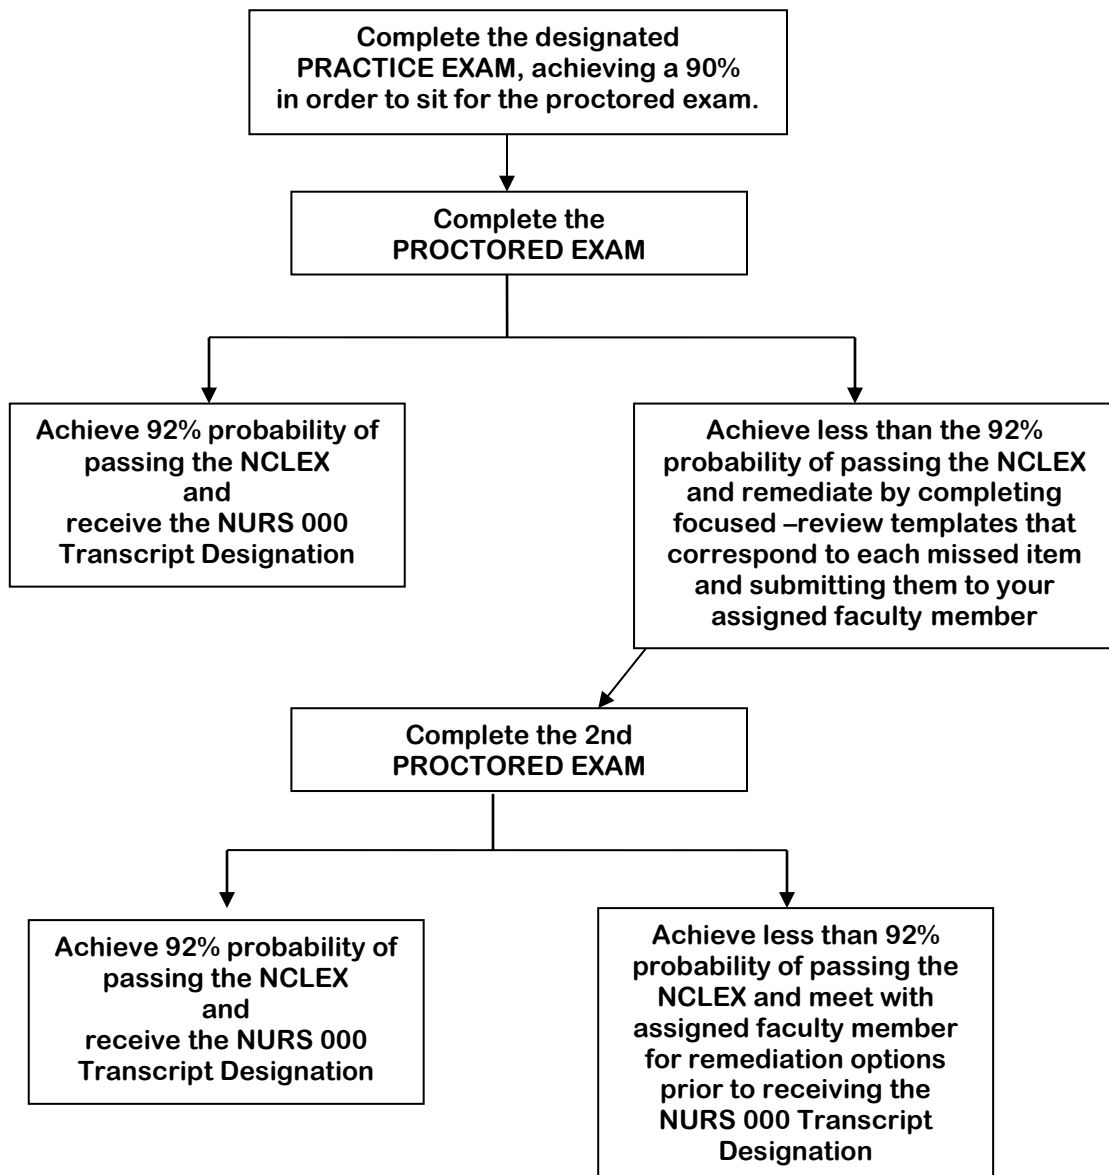 Complete the designated
PRACTICE EXAM, achieving a 90%
in order to sit for the proctored exam.
Complete the
PROCTORED EXAM
Achieve 92% probability of
passing the NCLEX
and
receive the NURS 000
Transcript Designation
Achieve less than the 92%
probability of passing the NCLEX
and remediate by completing
focused –review templates that
correspond to each missed item
and submitting them to your
assigned faculty member
Complete the 2nd
PROCTORED EXAM
Achieve 92% probability of
passing the NCLEX
and
receive the NURS 000
Transcript Designation
Achieve less than 92%
probability of passing the
NCLEX and meet with
assigned faculty member
for remediation options
prior to receiving the
NURS 000 Transcript
Designation